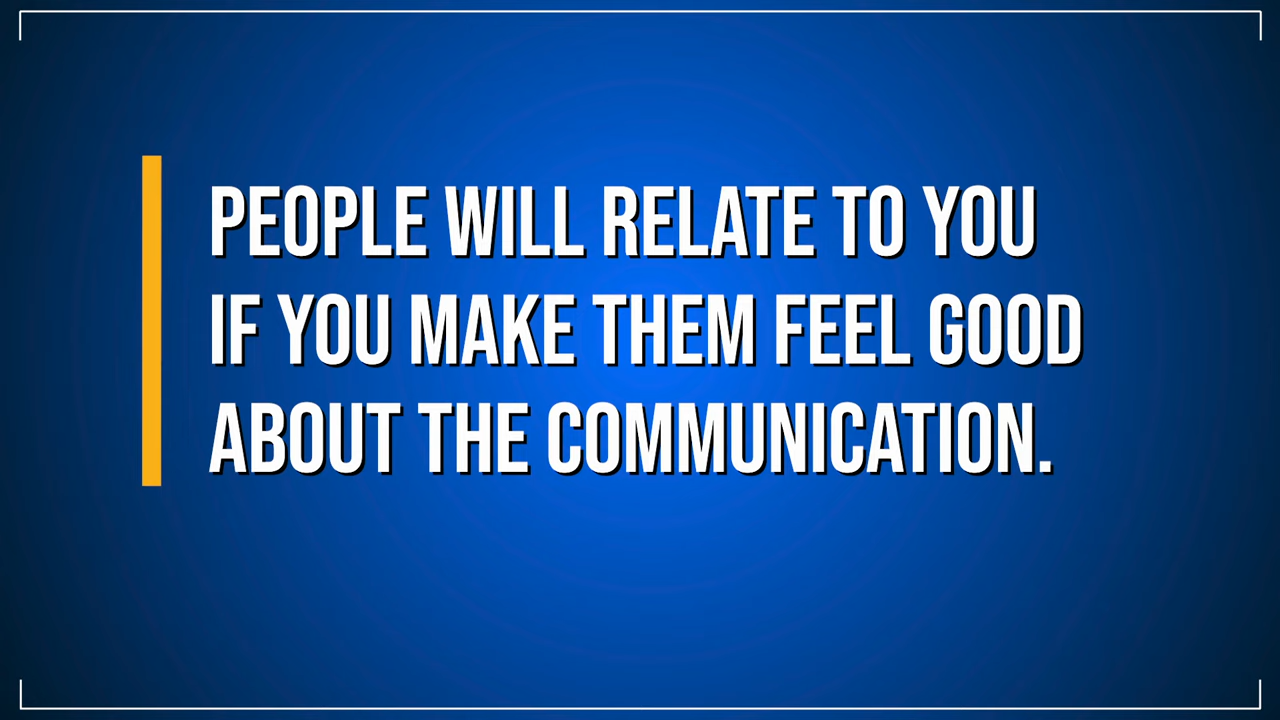 PEOPLE WILL RELATE TO YOU
IF YOU MAKE THEM FEEL GOOD
ABOUT THE COMMUNICATION.